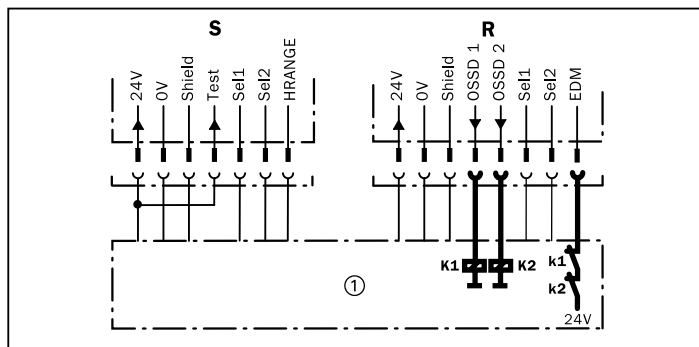 S R
24V 0V Shield Test Sel1 Sel2 HRANGE 24V 0V Shield OSSD 1 OSSD 2 Sel1 Sel2 EDM
K1 K2 k1
① k2
24V